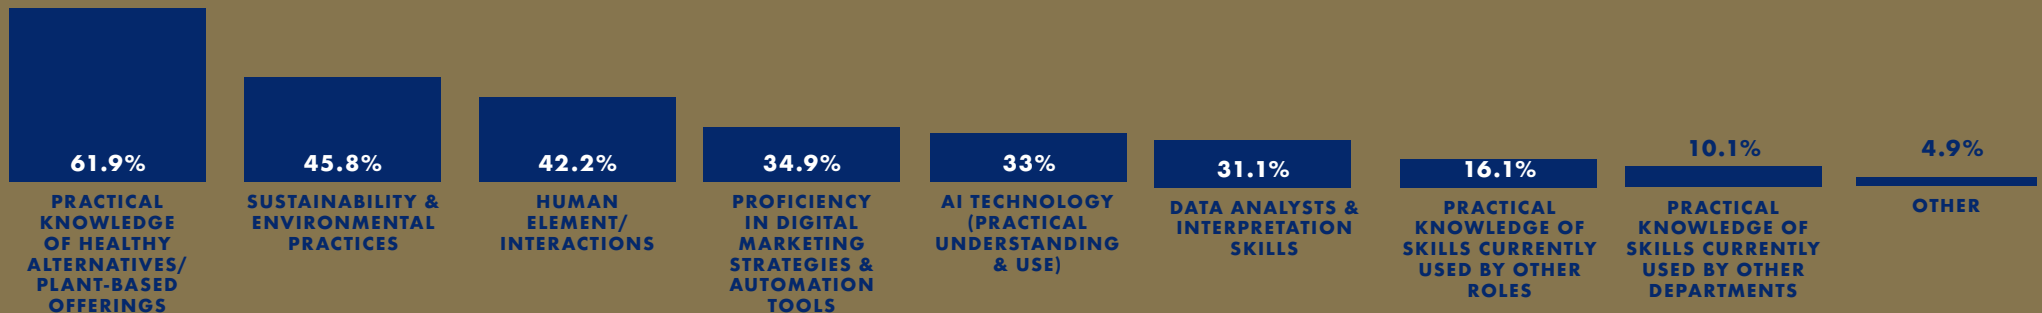 61.9%
PRACTICAL
KNOWLEDGE
OF HEALTHY
ALTERNATIVES/
PLANT-BASED
OFFERINGS
45.8%
SUSTAINABILITY &
ENVIRONMENTAL
PRACTICES
42.2%
HUMAN
ELEMENT/
INTERACTIONS
34.9%
PROFICIENCY
IN DIGITAL
MARKETING
STRATEGIES &
AUTOMATION
TOOLS
33%
AI TECHNOLOGY
(PRACTICAL
UNDERSTANDING
& USE)
31.1%
DATA ANALYSTS &
INTERPRETATION
SKILLS
16.1%
PRACTICAL
KNOWLEDGE OF
SKILLS CURRENTLY
USED BY OTHER
ROLES
10.1%
PRACTICAL
KNOWLEDGE OF
SKILLS CURRENTLY
USED BY OTHER
DEPARTMENTS
4.9%
OTHER